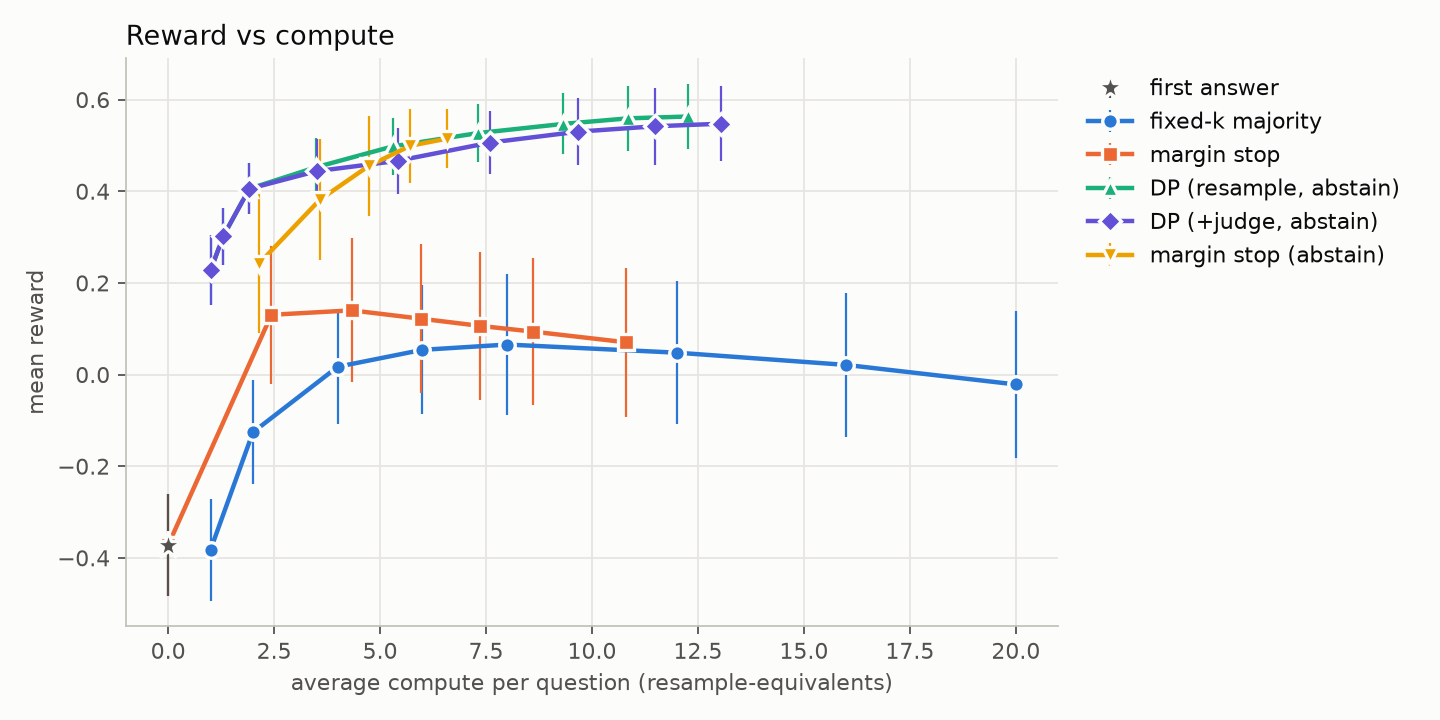 Reward vs compute
mean reward
0.6
0.4
0.2
0.0
−0.2
−0.4
0.0 2.5 5.0 7.5 10.0 12.5 15.0 17.5 20.0
average compute per question (resample-equivalents)
first answer
fixed-k majority
margin stop
DP (resample, abstain)
DP (+judge, abstain)
margin stop (abstain)